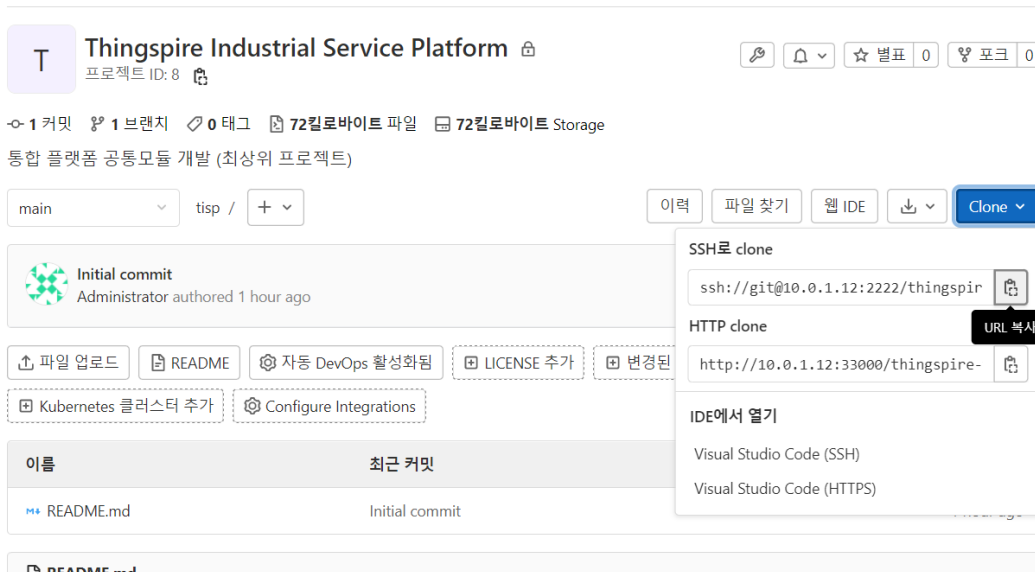 T
Thingspire Industrial Service Platform
프로젝트 ID: 8
별표 0
포크 0
1 커밋 1 브랜치 0 태그 72킬로바이트 파일 72킬로바이트 Storage
통합 플랫폼 공통모듈 개발 (최상위 프로젝트)
main tisp / + 이력 파일 찾기 웹 IDE Clone
SSH로 clone
ssh://git@10.0.1.12:2222/thingspir
URL 복사
HTTP clone
http://10.0.1.12:33000/thingspire-
IDE에서 열기
Visual Studio Code (SSH)
Visual Studio Code (HTTPS)
Initial commit
Administrator authored 1 hour ago
파일 업로드 README 자동 DevOps 활성화됨 LICENSE 추가 변경된
Kubernetes 클러스터 추가 Configure Integrations
이름 최근 커밋
README.md Initial commit
README.md